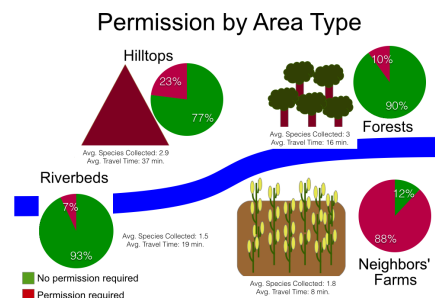 Permission by Area Type
Hilltops
23%
77%
Avg. Species Collected: 2.9
Avg. Travel Time: 37 min.
10%
90%
Forests
Avg. Species Collected: 3
Avg. Travel Time: 16 min.
Riverbeds
7%
93%
Avg. Species Collected: 1.5
Avg. Travel Time: 19 min.
12%
88%
Neighbors'
Farms
Avg. Species Collected: 1.8
Avg. Travel Time: 8 min.
No permission required
Permission required